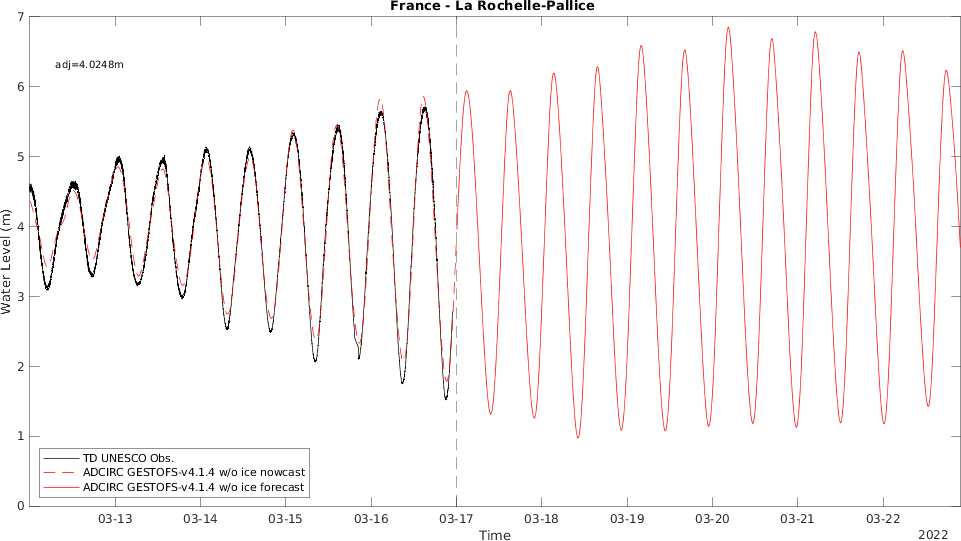 France - La Rochelle-Pallice
7
6
5
4
3
2
1
0
Water Level (m)
adj=4.0248m
TD UNESCO Obs.
ADCIRC GESTOFS-v4.1.4 w/o ice nowcast
ADCIRC GESTOFS-v4.1.4 w/o ice forecast
03-13 03-14 03-15 03-16 03-17 03-18 03-19 03-20 03-21 03-22
Time
2022